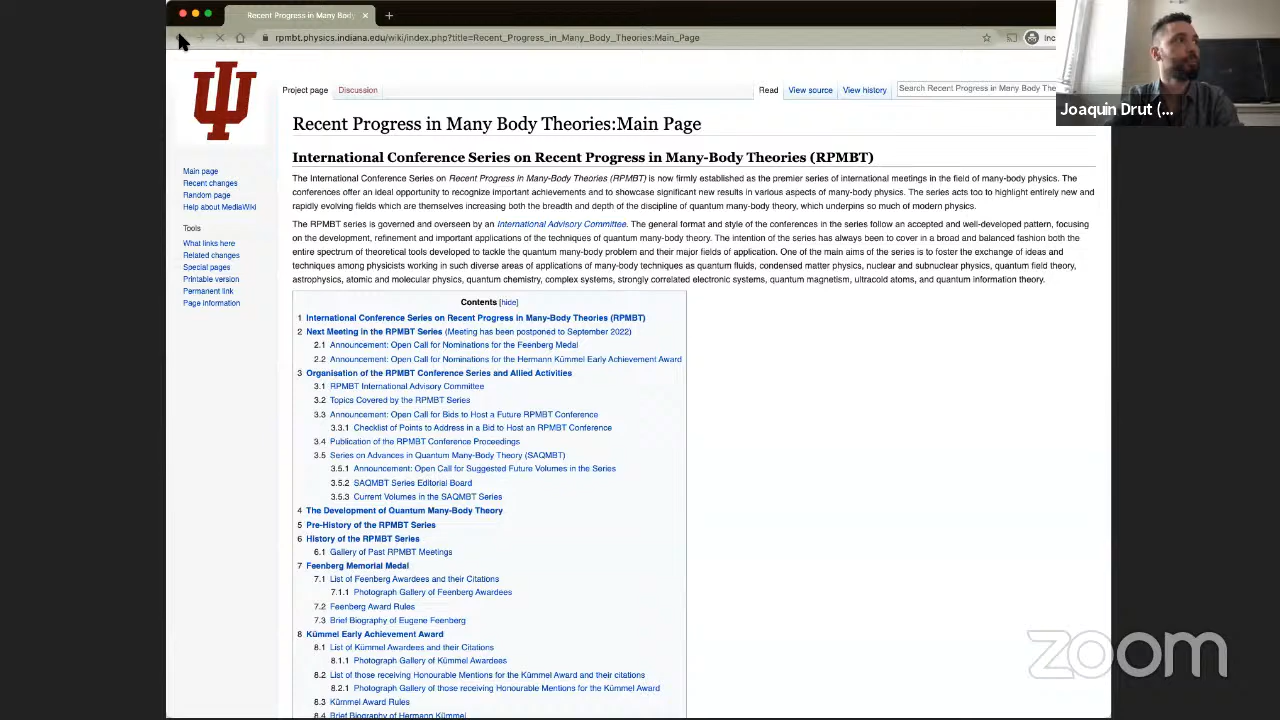 Recent Progress in Many Body
rpmbt.physics.indiana.edu/wiki/index.php?title=Recent_Progress_in_Many_Body_Theories:Main_Page
Joaquin Drut (...
Project page
Discussion
Read
View source
View history
Search Recent Progress in Many Body The
Recent Progress in Many Body Theories:Main Page
International Conference Series on Recent Progress in Many-Body Theories (RPMBT)
The International Conference Series on Recent Progress in Many-Body Theories (RPMBT) is now firmly established as the premier series of international meetings in the field of many-body physics. The
conferences offer an ideal opportunity to recognize important achievements and to showcase significant new results in various aspects of many-body physics. The series acts too to highlight entirely new and
rapidly evolving fields which are themselves increasing both the breadth and depth of the discipline of quantum many-body theory, which underpins so much of modern physics.
The RPMBT series is governed and overseen by an International Advisory Committee. The general format and style of the conferences in the series follow an accepted and well-developed pattern, focusing
on the development, refinement and important applications of the techniques of quantum many-body theory. The intention of the series has always been to cover in a broad and balanced fashion both the
entire spectrum of theoretical tools developed to tackle the quantum many-body problem and their major fields of application. One of the main aims of the series is to foster the exchange of ideas and
techniques among physicists working in such diverse areas of applications of many-body techniques as quantum fluids, condensed matter physics, nuclear and subnuclear physics, quantum field theory,
astrophysics, atomic and molecular physics, quantum chemistry, complex systems, strongly correlated electronic systems, quantum magnetism, ultracold atoms, and quantum information theory.
Main page
Recent changes
Random page
Help about MediaWiki
Tools
What links here
Related changes
Special pages
Printable version
Permanent link
Page information
Contents [hide]
1 International Conference Series on Recent Progress in Many-Body Theories (RPMBT)
2 Next Meeting in the RPMBT Series (Meeting has been postponed to September 2022)
2.1 Announcement: Open Call for Nominations for the Feenberg Medal
2.2 Announcement: Open Call for Nominations for the Hermann Kümmel Early Achievement Award
3 Organisation of the RPMBT Conference Series and Allied Activities
3.1 RPMBT International Advisory Committee
3.2 Topics Covered by the RPMBT Series
3.3 Announcement: Open Call for Bids to Host a Future RPMBT Conference
3.3.1 Checklist of Points to Address in a Bid to Host an RPMBT Conference
3.4 Publication of the RPMBT Conference Proceedings
3.5 Series on Advances in Quantum Many-Body Theory (SAQMBT)
3.5.1 Announcement: Open Call for Suggested Future Volumes in the Series
3.5.2 SAQMBT Series Editorial Board
3.5.3 Current Volumes in the SAQMBT Series
4 The Development of Quantum Many-Body Theory
5 Pre-History of the RPMBT Series
6 History of the RPMBT Series
6.1 Gallery of Past RPMBT Meetings
7 Feenberg Memorial Medal
7.1 List of Feenberg Awardees and their Citations
7.1.1 Photograph Gallery of Feenberg Awardees
7.2 Feenberg Award Rules
7.3 Brief Biography of Eugene Feenberg
8 Kümmel Early Achievement Award
8.1 List of Kümmel Awardees and their Citations
8.1.1 Photograph Gallery of Kümmel Awardees
8.2 List of those receiving Honourable Mentions for the Kümmel Award and their citations
8.2.1 Photograph Gallery of those receiving Honourable Mentions for the Kümmel Award
8.3 Kümmel Award Rules
8.4 Brief Biography of Hermann Kümmel
zoom